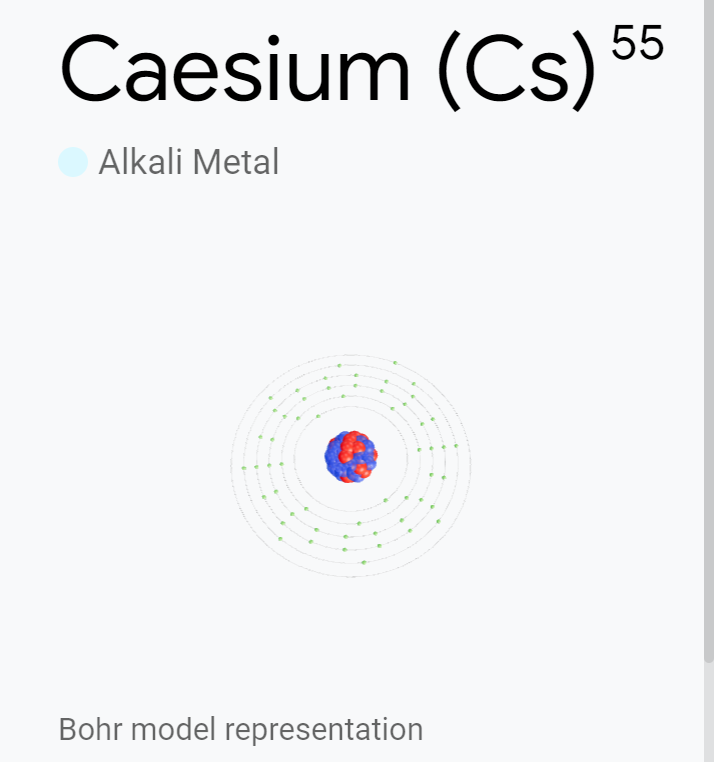 Caesium (Cs) 55
Alkali Metal
Bohr model representation